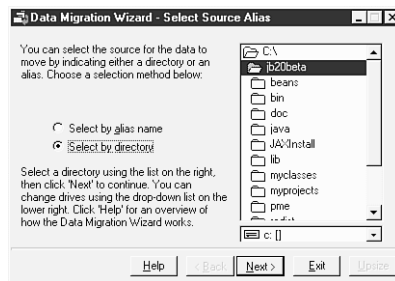 Data Migration Wizard - Select Source Alias
You can select the source for the data to
move by indicating either a directory or an
alias. Choose a selection method below:
Select by alias name
Select by directory
Select a directory using the list on the right,
then click 'Next' to continue. You can
change drives using the drop-down list on the
lower right. Click 'Help' for an overview of
how the Data Migration Wizard works.
C:\
jb20beta
beans
bin
doc
java
JAXInstall
lib
myclasses
myprojects
pme
c: []
Help
< Back
Next >
Exit
Upsize